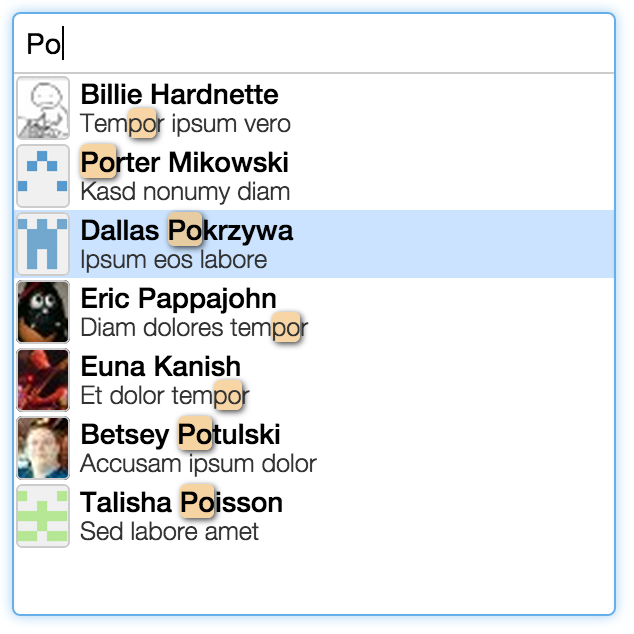 Po
Billie Hardnette
Tempor ipsum vero
Porter Mikowski
Kasd nonumy diam
Dallas Pokrzywa
Ipsum eos labore
Eric Pappajohn
Diam dolores tempor
Euna Kanish
Et dolor tempor
Betsey Potulski
Accusam ipsum dolor
Talisha Poisson
Sed labore amet